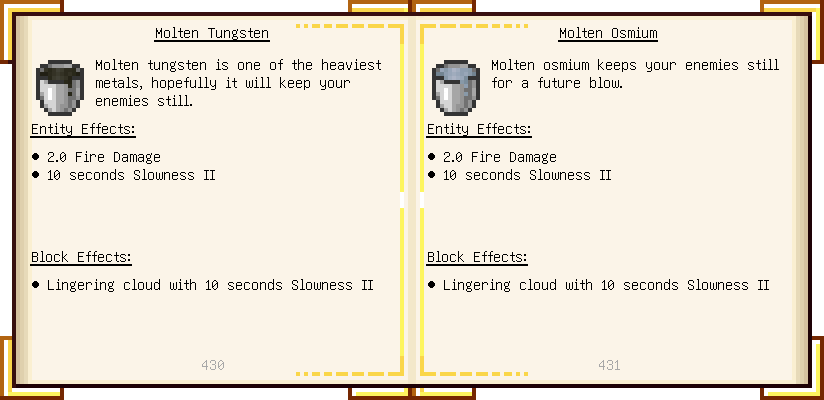 Molten Tungsten
Molten tungsten is one of the heaviest
metals, hopefully it will keep your
enemies still.
Entity Effects:
● 2.0 Fire Damage
● 10 seconds Slowness II
Block Effects:
● Lingering cloud with 10 seconds Slowness II
430
Molten Osmium
Molten osmium keeps your enemies still
for a future blow.
Entity Effects:
● 2.0 Fire Damage
● 10 seconds Slowness II
Block Effects:
● Lingering cloud with 10 seconds Slowness II
431